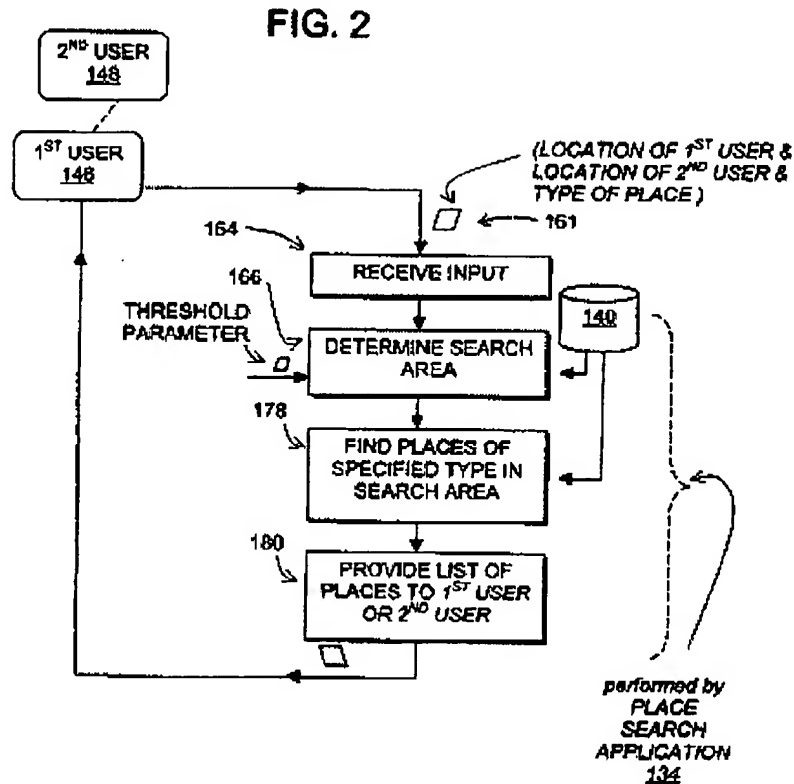 FIG. 2
2ND USER
148
1ST USER
146
(LOCATION OF 1ST USER &
LOCATION OF 2ND USER &
TYPE OF PLACE)
161
164
RECEIVE INPUT
166
THRESHOLD
PARAMETER
DETERMINE SEARCH
AREA
140
178
FIND PLACES OF
SPECIFIED TYPE IN
SEARCH AREA
180
PROVIDE LIST OF
PLACES TO 1ST USER
OR 2ND USER
performed by
PLACE
SEARCH
APPLICATION
134